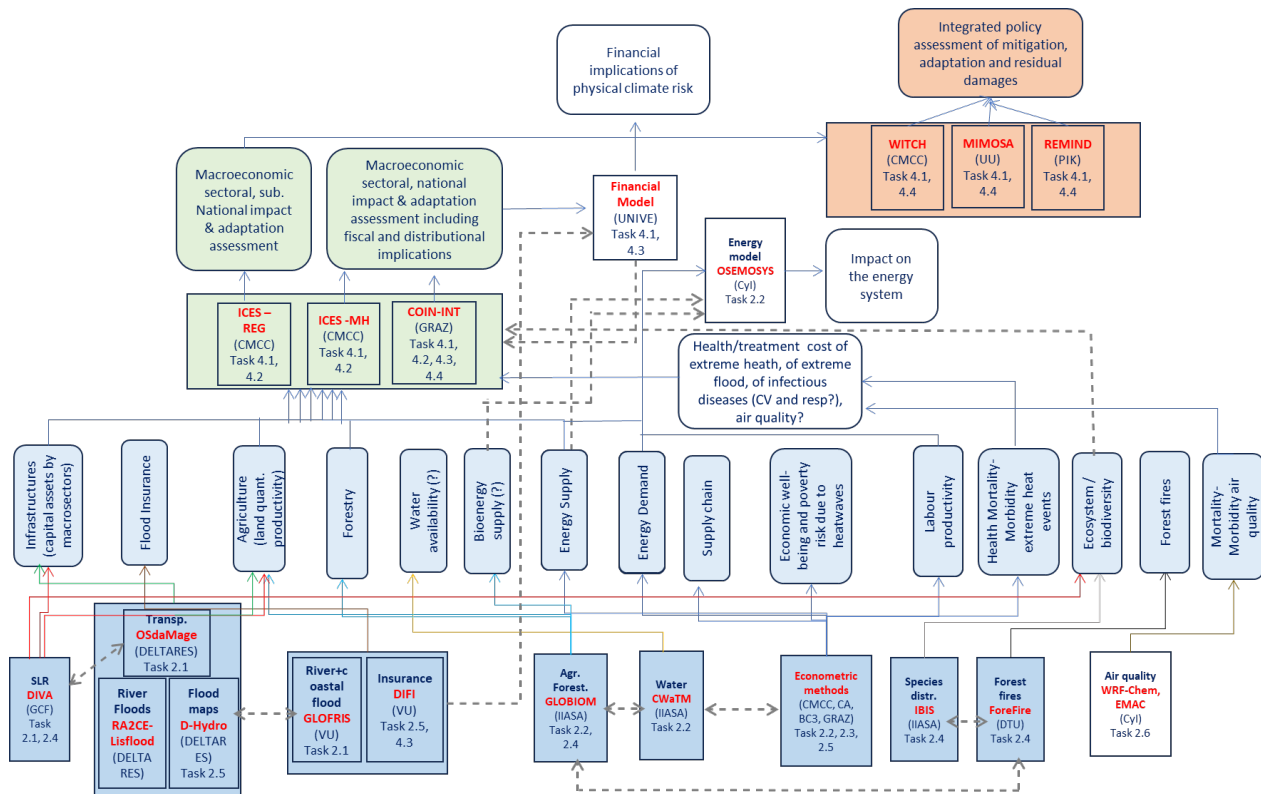 Financial
implications of
physical climate risk
Integrated policy
assessment of mitigation,
adaptation and residual
damages
WITCH
(CMCC)
Task 4.1,
4.4
MIMOSA
(UU)
Task 4.1,
4.4
REMIND
(PIK)
Task 4.1,
4.4
Macroeconomic
sectoral, sub.
National impact
& adaptation
assessment
Macroeconomic
sectoral, national
impact & adaptation
assessment including
fiscal and distributional
implications
Financial
Model
(UNIVE)
Task 4.1,
4.3
Energy
model
OSEMOSYS
(CyI)
Task 2.2
Impact on
the energy
system
ICES –
REG
(CMCC)
Task 4.1,
4.2
ICES -MH
(CMCC)
Task 4.1,
4.2
COIN-INT
(GRAZ)
Task 4.1,
4.2, 4.3,
4.4
Health/treatment cost of
extreme heath, of extreme
flood, of infectious
diseases (CV and resp?),
air quality?
Infrastructures
(capital assets by
macrosectors)
Flood Insurance
Agriculture
(land quant.
productivity)
Forestry
Water
availability (?)
Bioenergy
supply (?)
Energy Supply
Energy Demand
Supply chain
Economic well-
being and poverty
risk due to
heatwaves
Labour
productivity
Health Mortality-
Morbidity
extreme heat
events
Ecosystem /
biodiversity
Forest fires
Mortality-
Morbidity air
quality
SLR
DIVA
(GCF)
Task
2.1, 2.4
Transp.
OSdaMage
(DELTARES)
Task 2.1
River
Floods
RA2CE-
Lisflood
(DELTA
RES)
Flood
maps
D-Hydro
(DELTAR
ES)
Task 2.5
River+c
oastal
flood
GLOFRIS
(VU)
Task 2.1
Insurance
DIFI
(VU)
Task 2.5,
4.3
Agr.
Forest.
GLOBIOM
(IIASA)
Task 2.2,
2.4
Water
CWaTM
(IIASA)
Task 2.2
Econometric
methods
(CMCC, CA,
BC3, GRAZ)
Task 2.2, 2.3,
2.5
Species
distr.
IBIS
(IIASA)
Task 2.4
Forest
fires
ForeFire
(DTU)
Task 2.4
Air quality
WRF-Chem,
EMAC
(CyI)
Task 2.6